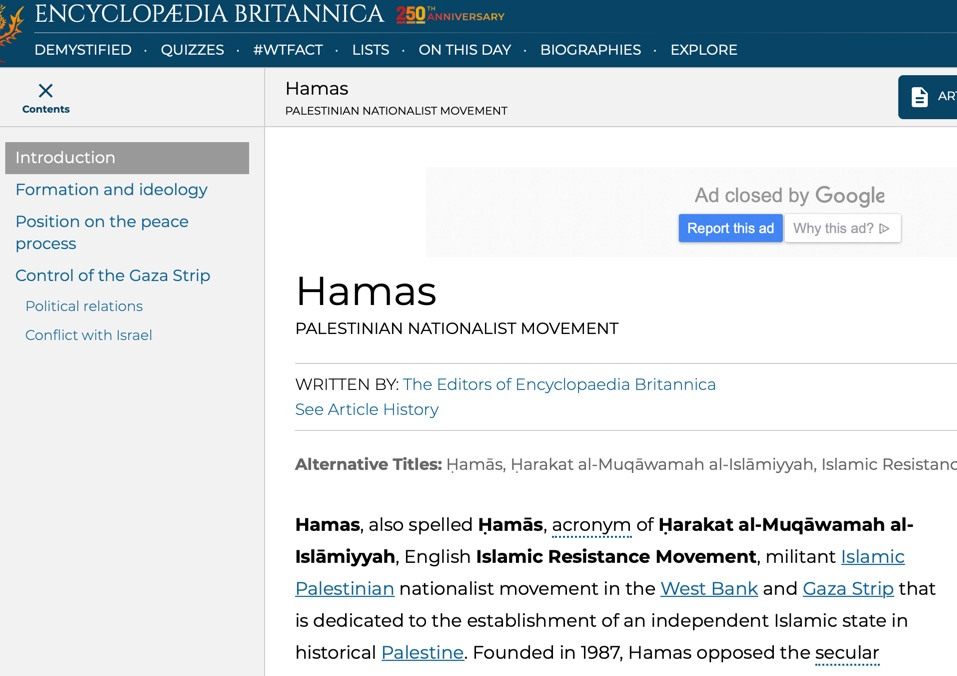 ENCYCLOPÆDIA BRITANNICA 250TH ANNIVERSARY
DEMYSTIFIED · QUIZZES · #WTFACT · LISTS · ON THIS DAY · BIOGRAPHIES · EXPLORE
Contents
Hamas
PALESTINIAN NATIONALIST MOVEMENT
Introduction
Formation and ideology
Position on the peace
process
Control of the Gaza Strip
Political relations
Conflict with Israel
Ad closed by Google
Report this ad
Why this ad?
Hamas
PALESTINIAN NATIONALIST MOVEMENT
WRITTEN BY: The Editors of Encyclopaedia Britannica
See Article History
Alternative Titles: Ḥamās, Ḥarakat al-Muqāwamah al-Islāmiyyah, Islamic
Hamas, also spelled Ḥamās, acronym of Ḥarakat al-Muqāwamah al-
Islāmiyyah, English Islamic Resistance Movement, militant Islamic
Palestinian nationalist movement in the West Bank and Gaza Strip that
is dedicated to the establishment of an independent Islamic state in
historical Palestine. Founded in 1987, Hamas opposed the secular